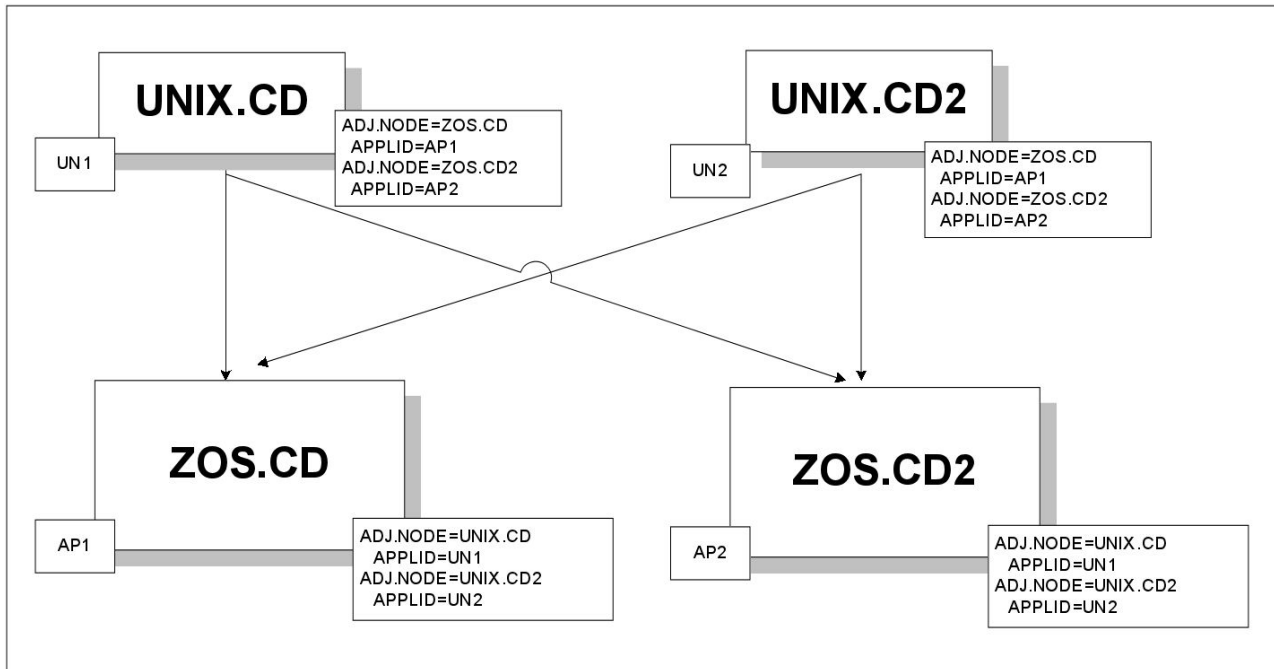 UNIX.CD
UN1
ADJ.NODE=ZOS.CD
APPLID=AP1
ADJ.NODE=ZOS.CD2
APPLID=AP2
UNIX.CD2
UN2
ADJ.NODE=ZOS.CD
APPLID=AP1
ADJ.NODE=ZOS.CD2
APPLID=AP2
ZOS.CD
AP1
ADJ.NODE=UNIX.CD
APPLID=UN1
ADJ.NODE=UNIX.CD2
APPLID=UN2
ZOS.CD2
AP2
ADJ.NODE=UNIX.CD
APPLID=UN1
ADJ.NODE=UNIX.CD2
APPLID=UN2